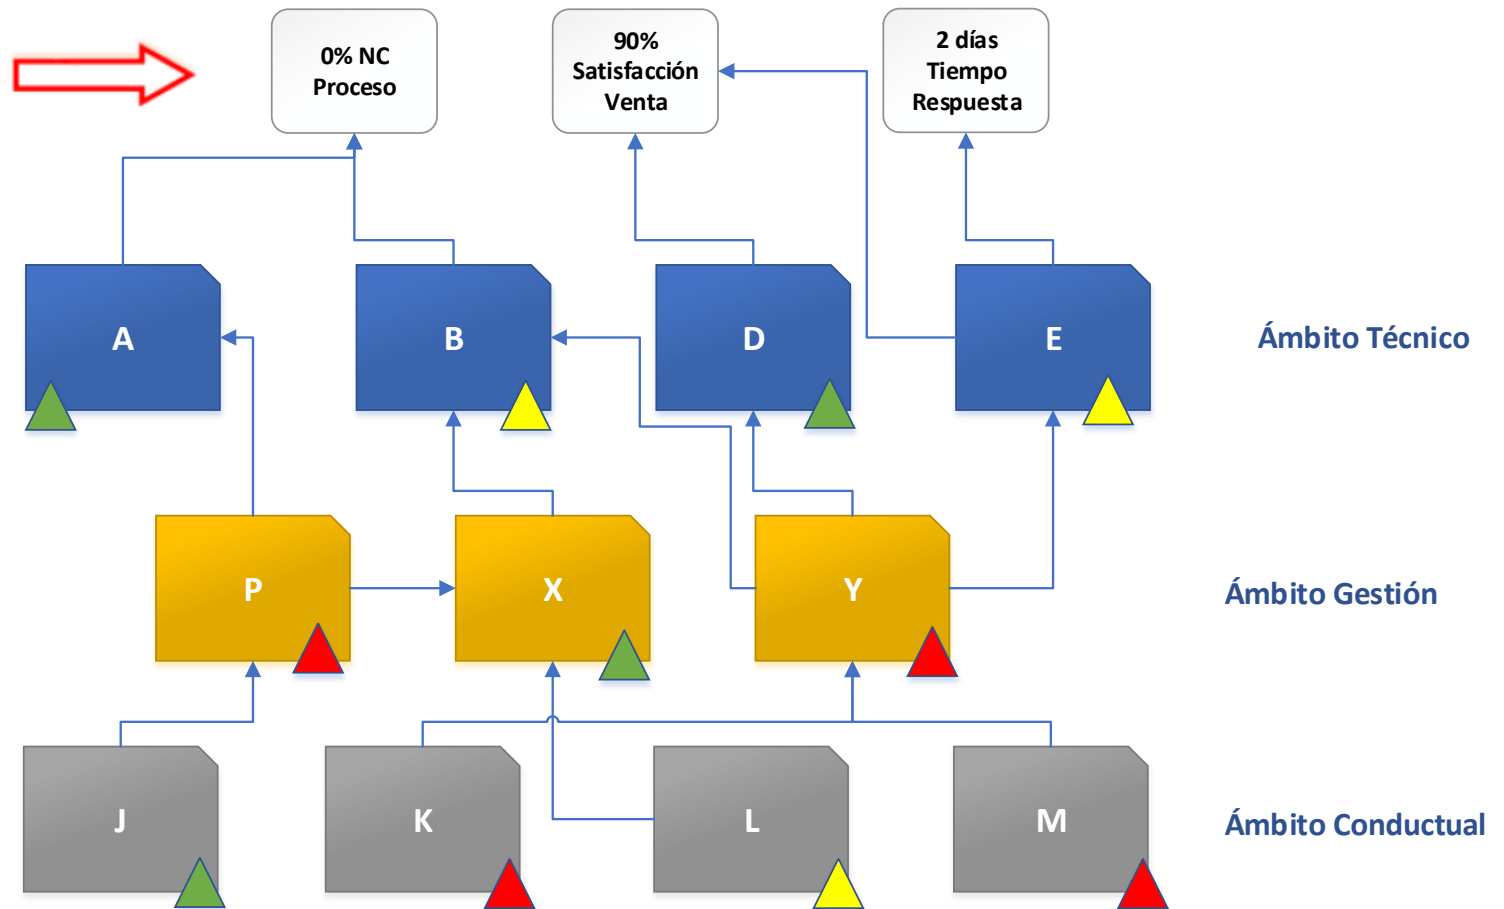 0% NC
Proceso
90%
Satisfacción
Venta
2 días
Tiempo
Respuesta
A
B
D
E
Ámbito Técnico
P
X
Y
Ámbito Gestión
J
K
L
M
Ámbito Conductual